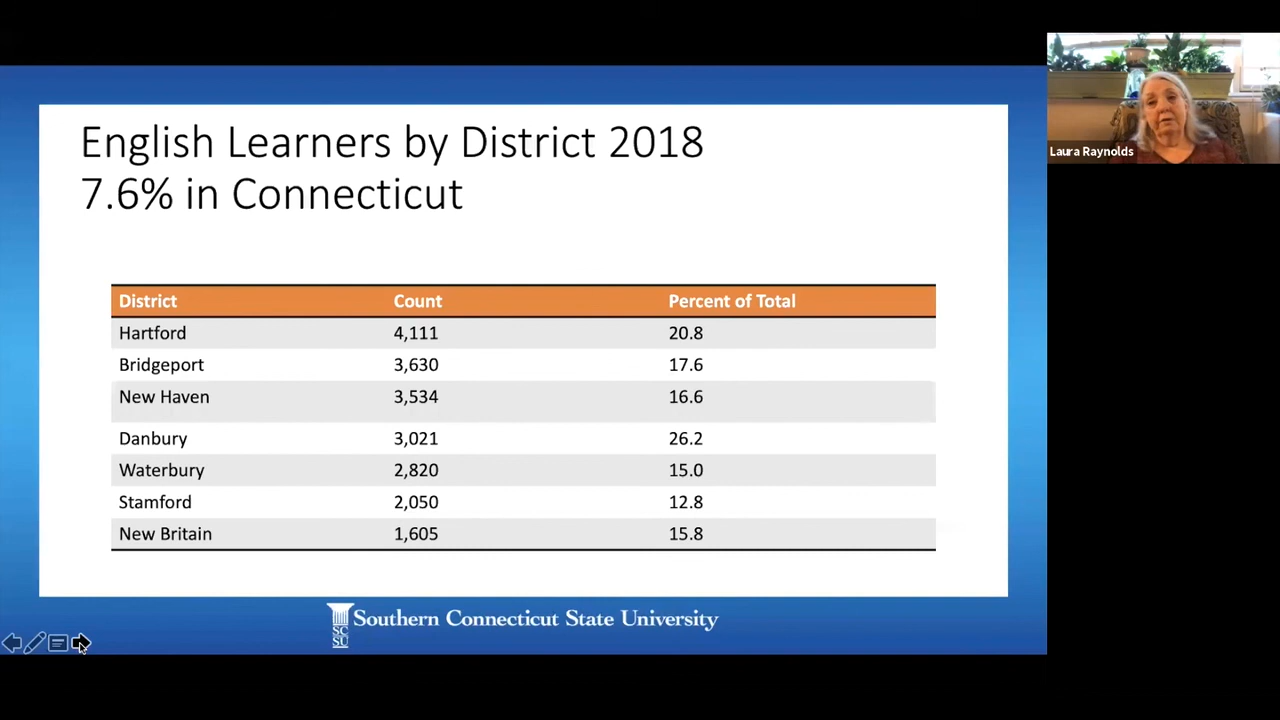 English Learners by District 2018
7.6% in Connecticut
District Count Percent of Total
Hartford 4,111 20.8
Bridgeport 3,630 17.6
New Haven 3,534 16.6
Danbury 3,021 26.2
Waterbury 2,820 15.0
Stamford 2,050 12.8
New Britain 1,605 15.8
SC
SU
Southern Connecticut State University
Laura Raynolds